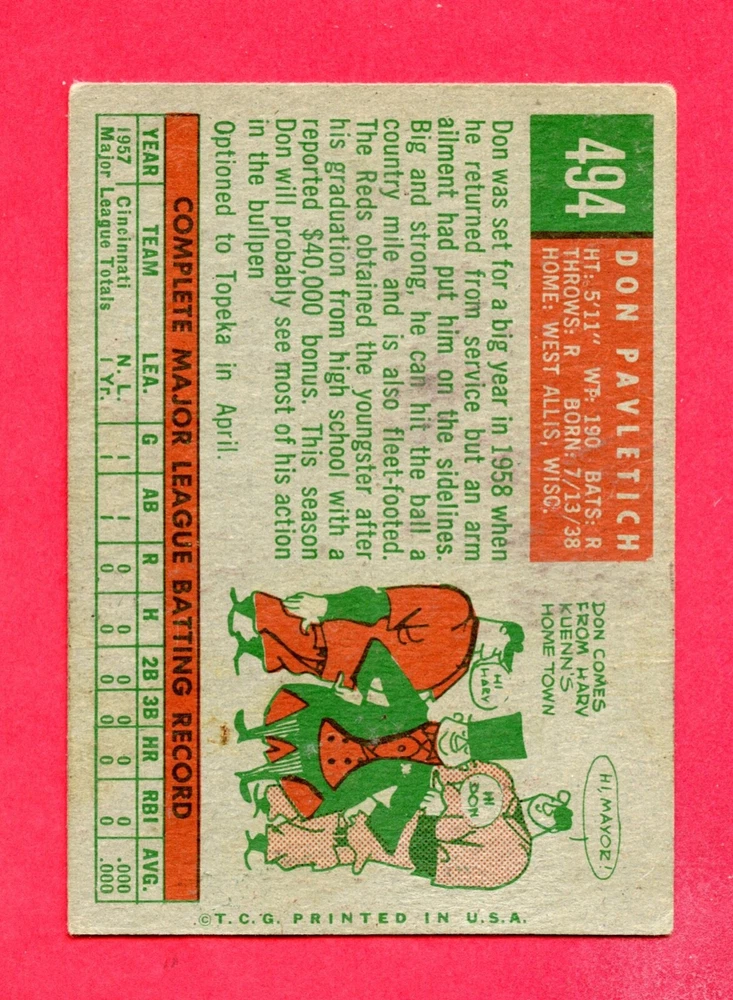 494
DON PAVLETICH
HT: 5'11" WT: 190 BATS: R
THROWS: R BORN: 7/13/38
HOME: WEST ALLIS, WISC.
Don was set for a big year in 1958 when
he returned from service but an arm
ailment had put him on the sidelines.
Big and strong, he can hit the ball a
country mile and is also fleet-footed.
The Reds obtained the youngster after
his graduation from high school with a
reported $40,000 bonus. This season
Don will probably see most of his action
in the bullpen
Optioned to Topeka in April.
DON COMES
FROM HARV
KUENN'S
HOME TOWN
HI, MAYOR!
HI HARV
HI DON
COMPLETE MAJOR LEAGUE BATTING RECORD
YEAR TEAM LEA. G AB R H 2B 3B HR RBI AVG.
1957 Cincinnati N. L. 1 1 0 0 0 0 0 0 .000
Major League Totals 1 Yr. 1 1 0 0 0 0 0 0 .000
© T.C.G. PRINTED IN U.S.A.